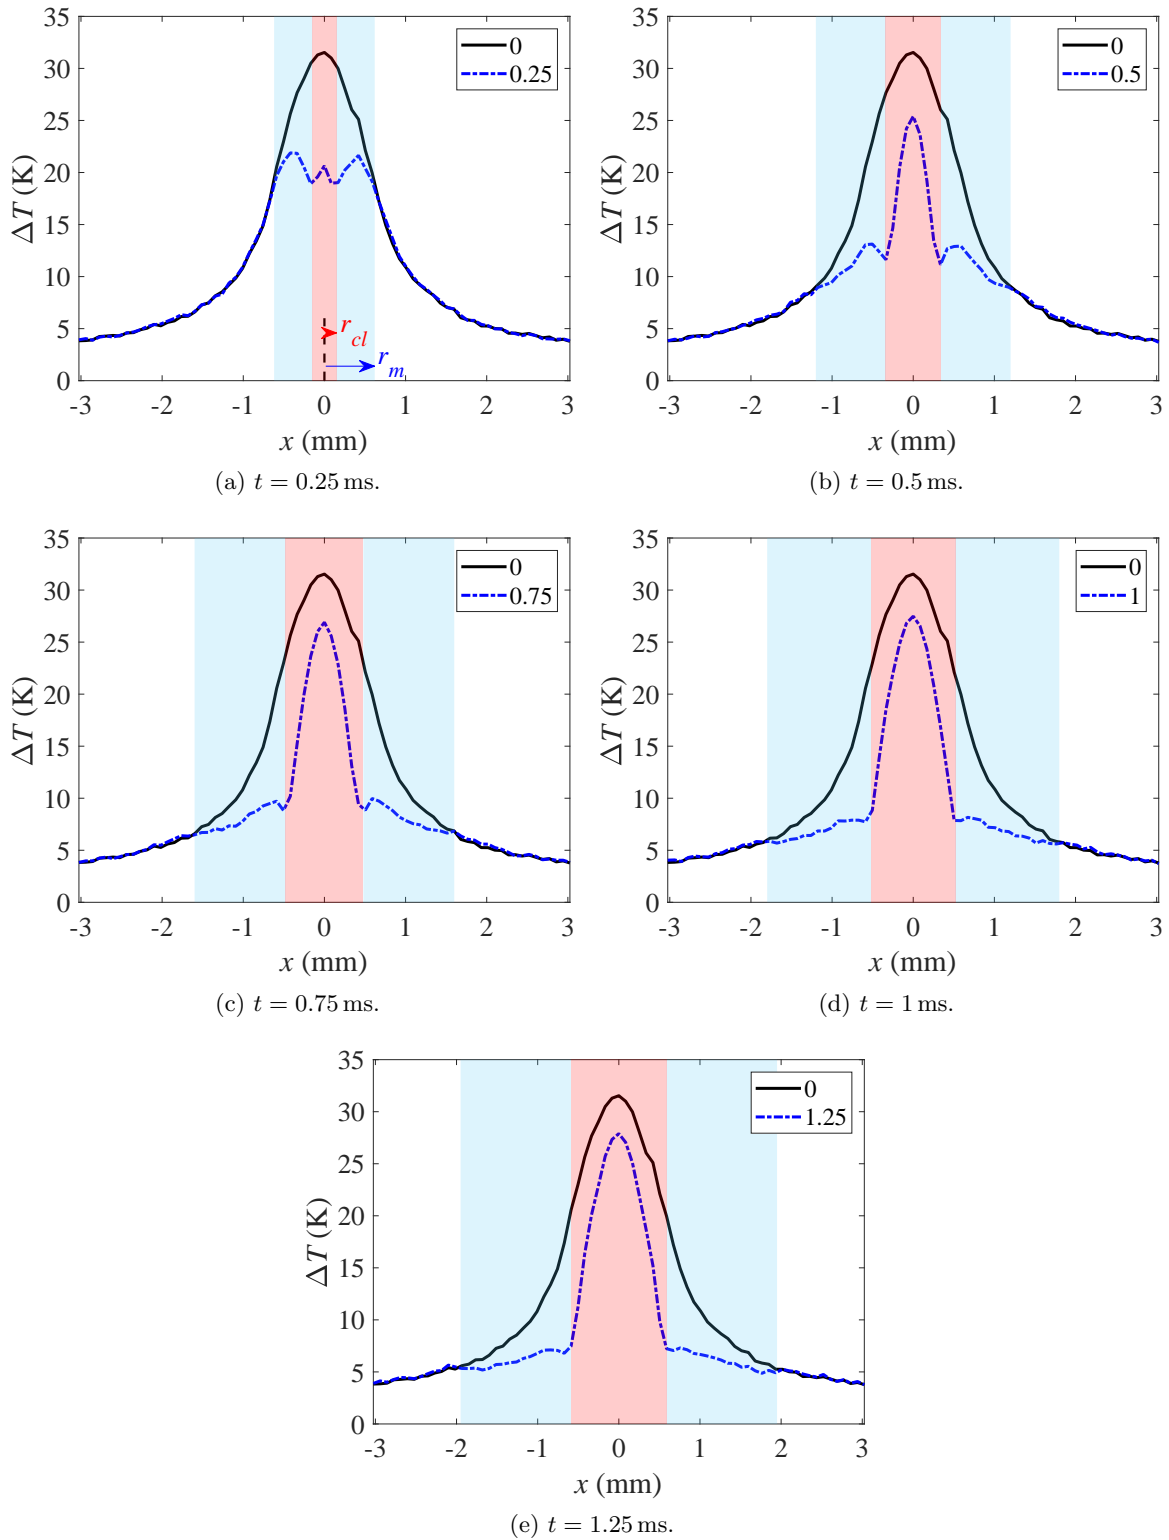 35
30
25
20
15
10
5
0
ΔT (K)
0
0.25
r_cl
r_m
-3 -2 -1 0 1 2 3
x (mm)
(a) t = 0.25 ms.
35
30
25
20
15
10
5
0
ΔT (K)
0
0.5
-3 -2 -1 0 1 2 3
x (mm)
(b) t = 0.5 ms.
35
30
25
20
15
10
5
0
ΔT (K)
0
0.75
-3 -2 -1 0 1 2 3
x (mm)
(c) t = 0.75 ms.
35
30
25
20
15
10
5
0
ΔT (K)
0
1
-3 -2 -1 0 1 2 3
x (mm)
(d) t = 1 ms.
35
30
25
20
15
10
5
0
ΔT (K)
0
1.25
-3 -2 -1 0 1 2 3
x (mm)
(e) t = 1.25 ms.